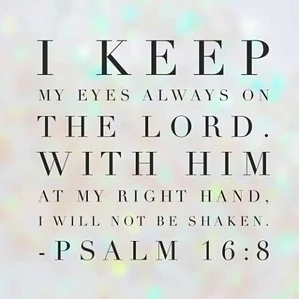 I KEEP
MY EYES ALWAYS ON
THE LORD.
WITH HIM
AT MY RIGHT HAND,
I WILL NOT BE SHAKEN.
-PSALM 16:8